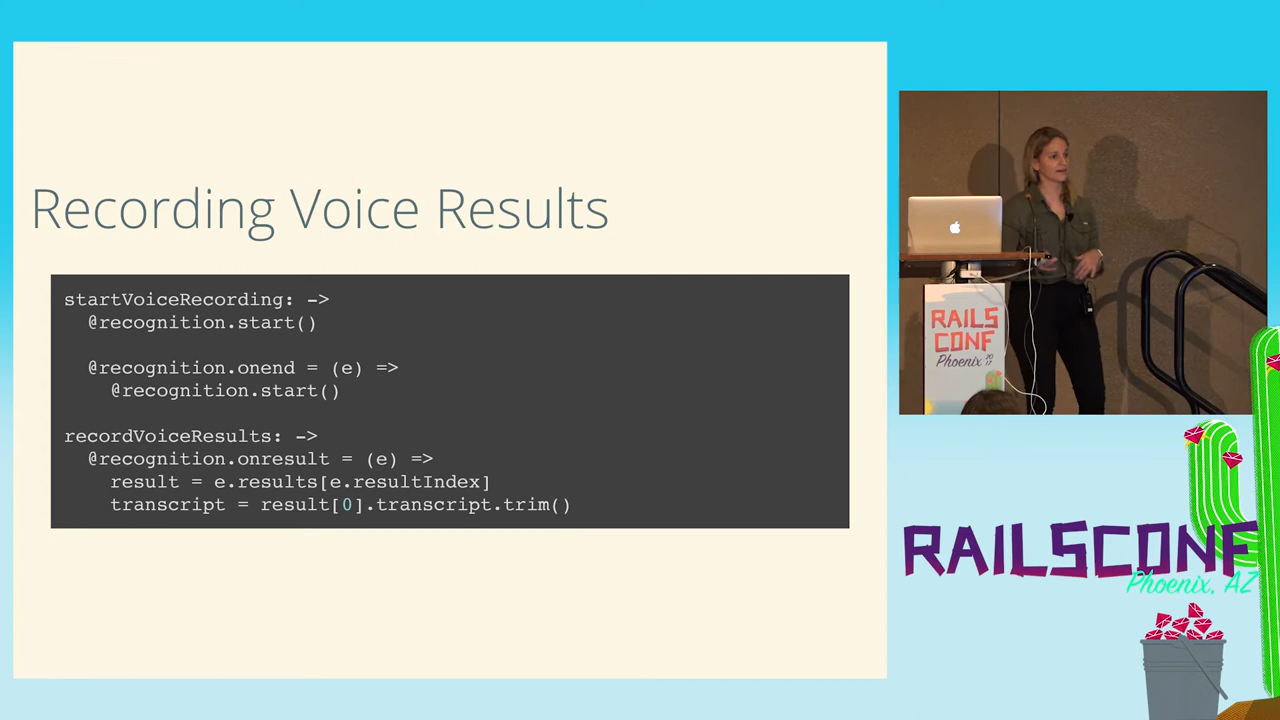 Recording Voice Results
startVoiceRecording: ->
@recognition.start()
@recognition.onend = (e) =>
@recognition.start()
recordVoiceResults: ->
@recognition.onresult = (e) =>
result = e.results[e.resultIndex]
transcript = result[0].transcript.trim()
RAILS
CONF
Phoenix 2017
RAILSCONF
Phoenix, AZ